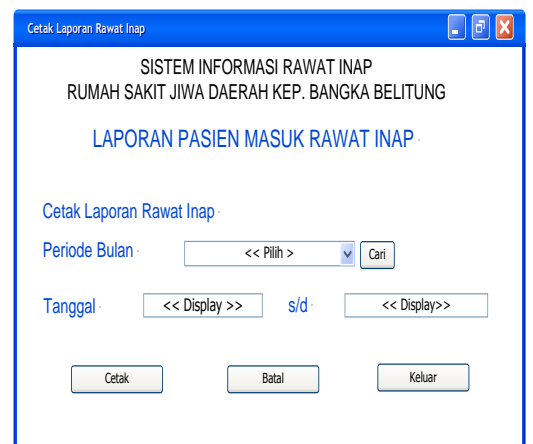 Cetak Laporan Rawat Inap
SISTEM INFORMASI RAWAT INAP
RUMAH SAKIT JIWA DAERAH KEP. BANGKA BELITUNG
LAPORAN PASIEN MASUK RAWAT INAP
Cetak Laporan Rawat Inap
Periode Bulan << Pilih > Cari
Tanggal << Display >> s/d << Display>>
Cetak Batal Keluar